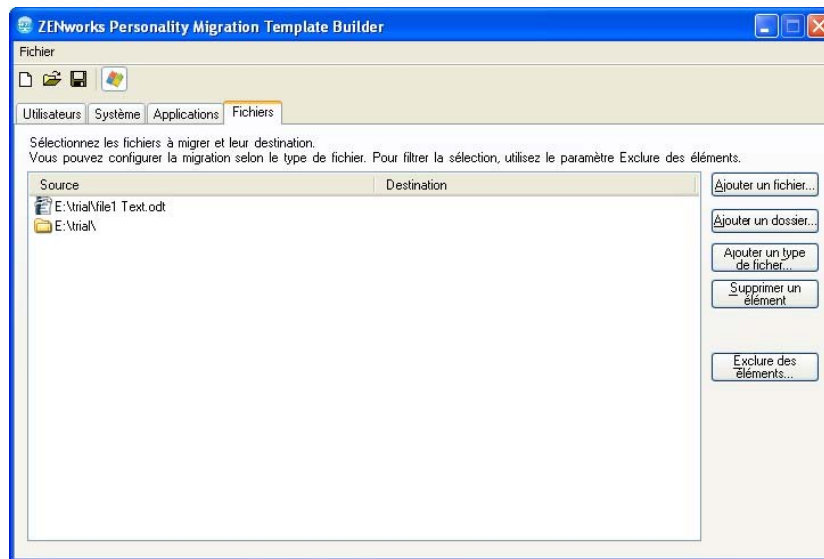 ZENworks Personality Migration Template Builder
Fichier
Utilisateurs Système Applications Fichiers
Sélectionnez les fichiers à migrer et leur destination.
Vous pouvez configurer la migration selon le type de fichier. Pour filtrer la sélection, utilisez le paramètre Exclure des éléments.
Source Destination
E:\trial\file1 Text.odt
E:\trial\
Ajouter un fichier...
Ajouter un dossier...
Ajouter un type
de ficher...
Supprimer un
élément
Exclure des
éléments...